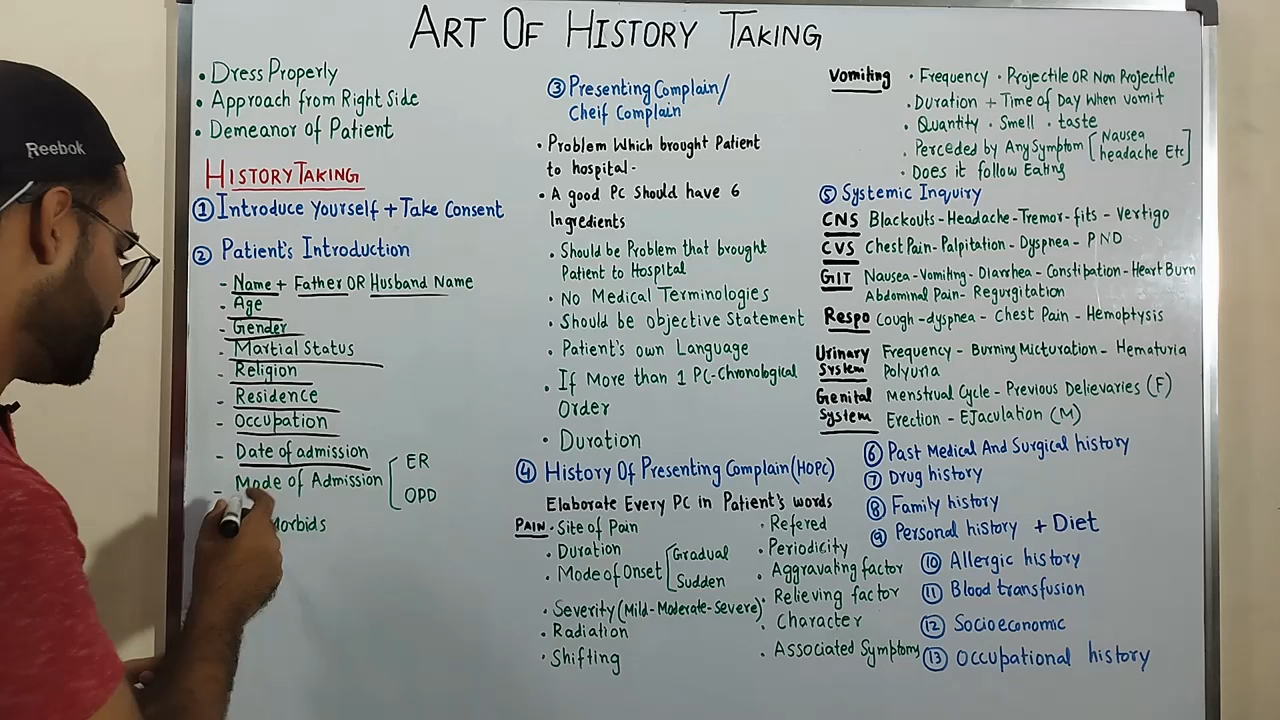 ART OF HISTORY TAKING
• Dress Properly
• Approach from Right Side
• Demeanor of Patient
HISTORY TAKING
① Introduce Yourself + Take Consent
② Patient's Introduction
- Name + Father OR Husband Name
- Age
- Gender
- Martial Status
- Religion
- Residence
- Occupation
- Date of admission
- Mode of Admission [ ER
OPD
Morbids
③ Presenting Complain/
Cheif Complain
• Problem Which brought Patient
to hospital-
• A good PC Should have 6
Ingredients
• Should be Problem that brought
Patient to Hospital
• No Medical Terminologies
• Should be objective Statement
• Patient's own Language
• If More than 1 PC-Chronological
Order
• Duration
④ History Of Presenting Complain (HOPC)
Elaborate Every PC in Patient's words
PAIN • Site of Pain
• Duration
• Mode of Onset [ Gradual
Sudden
• Severity (Mild-Moderate-Severe)
• Radiation
• Shifting
• Refered
• Periodicity
• Aggravating factor
• Relieving factor
• Character
• Associated Symptoms
Vomiting • Frequency • Projectile OR Non Projectile
• Duration + Time of Day When vomit
• Quantity • Smell • taste
• Perceded by Any Symptom [ Nausea
headache Etc ]
• Does it follow Eating
⑤ Systemic Inquiry
CNS Blackouts - Headache - Tremor - fits - Vertigo
CVS Chest Pain - Palpitation - Dyspnea - PND
GIT Nausea - Vomiting - Diarrhea - Constipation - Heart Burn
Abdominal Pain - Regurgitation
Respo Cough - dyspnea - Chest Pain - Hemoptysis
Urinary System Frequency - Burning Micturation - Hematuria
Polyuria
Genital System Menstrual Cycle - Previous Delievaries (F)
Erection - Ejaculation (M)
⑥ Past Medical And Surgical history
⑦ Drug history
⑧ Family history
⑨ Personal history + Diet
⑩ Allergic history
⑪ Blood transfusion
⑫ Socioeconomic
⑬ Occupational history
Reebok